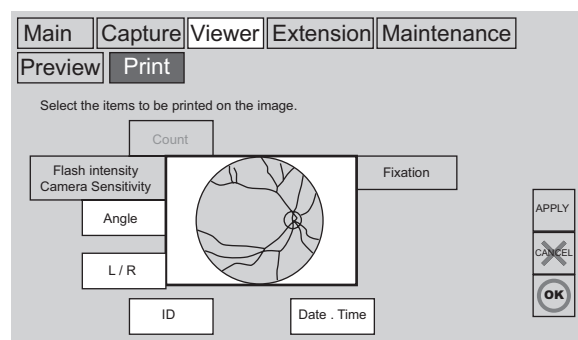 Main Capture Viewer Extension Maintenance
Preview Print
Select the items to be printed on the image.
Count
Flash intensity
Camera Sensitivity
Fixation
Angle
APPLY
L / R
CANCEL
OK
ID
Date . Time